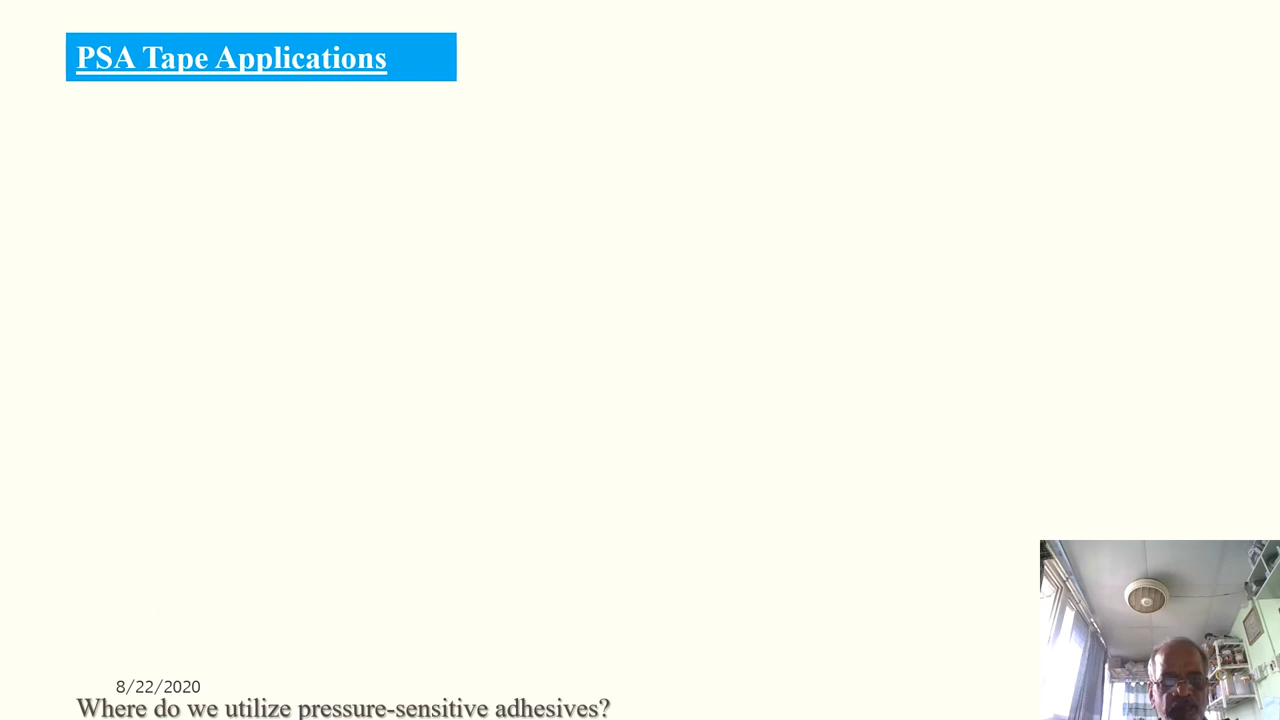 PSA Tape Applications
8/22/2020
Where do we utilize pressure-sensitive adhesives?